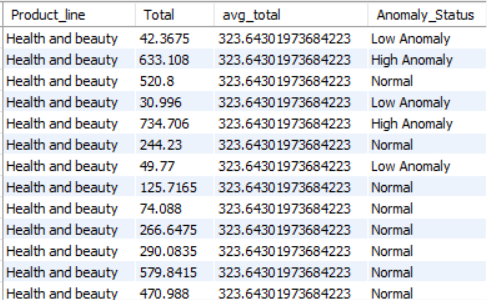 Product_line Total avg_total Anomaly_Status
Health and beauty 42.3675 323.64301973684223 Low Anomaly
Health and beauty 633.108 323.64301973684223 High Anomaly
Health and beauty 520.8 323.64301973684223 Normal
Health and beauty 30.996 323.64301973684223 Low Anomaly
Health and beauty 734.706 323.64301973684223 High Anomaly
Health and beauty 244.23 323.64301973684223 Normal
Health and beauty 49.77 323.64301973684223 Low Anomaly
Health and beauty 125.7165 323.64301973684223 Normal
Health and beauty 74.088 323.64301973684223 Normal
Health and beauty 266.6475 323.64301973684223 Normal
Health and beauty 290.0835 323.64301973684223 Normal
Health and beauty 579.8415 323.64301973684223 Normal
Health and beauty 470.988 323.64301973684223 Normal